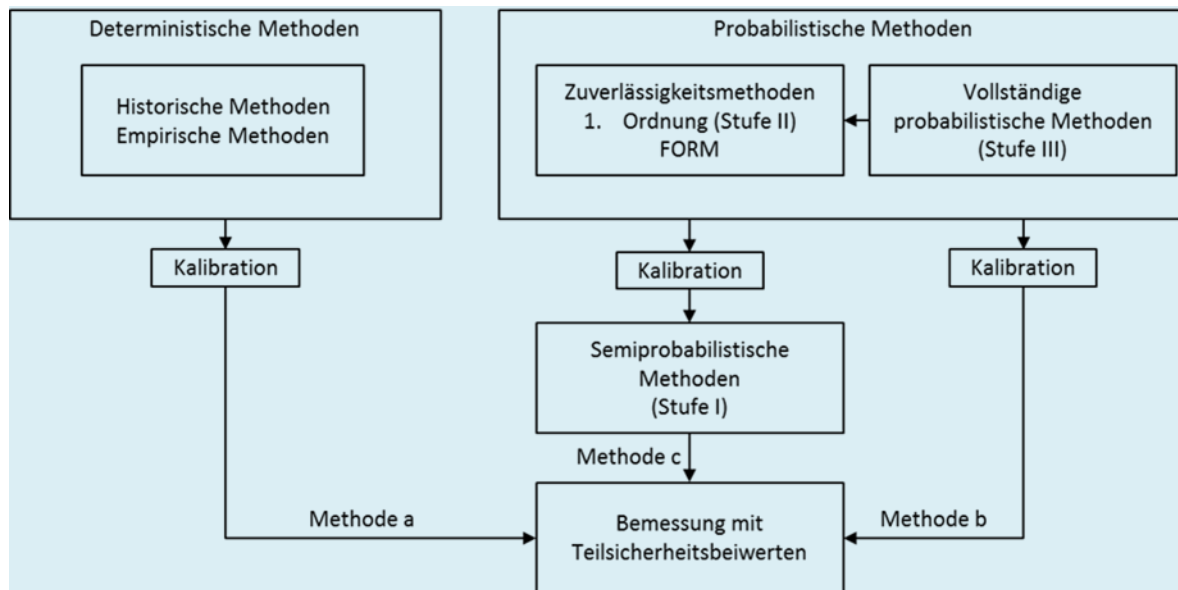 Deterministische Methoden
Historische Methoden
Empirische Methoden
Probabilistische Methoden
Zuverlässigkeitsmethoden
1. Ordnung (Stufe II)
FORM
Vollständige
probabilistische Methoden
(Stufe III)
Kalibration
Kalibration
Kalibration
Semiprobabilistische
Methoden
(Stufe I)
Methode c
Methode a
Bemessung mit
Teilsicherheitsbeiwerten
Methode b